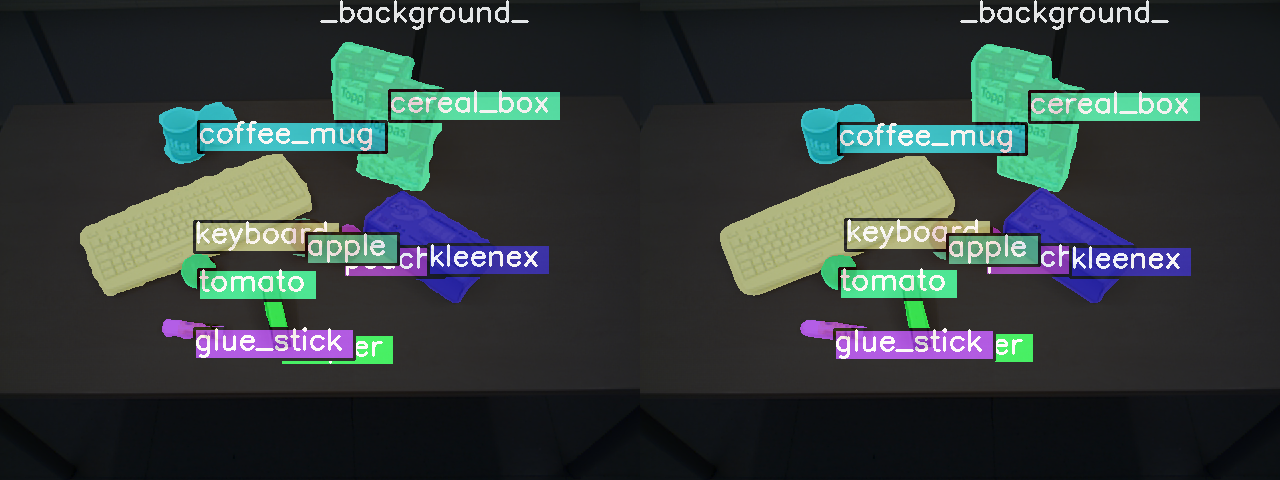 _background_
_background_
cereal_box
cereal_box
coffee_mug
coffee_mug
keyboard
keyboard
apple
apple
kleenex
kleenex
tomato
tomato
glue_stick
glue_stick